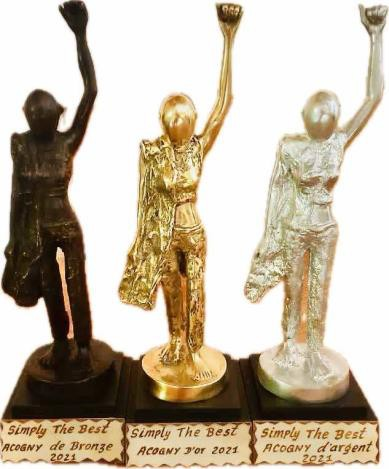 Simply The Best
ACOGNY de Bronze
2021
Simply The Best
ACOGNY D'OR 2021
Simply The Best
ACOGNY d'argent
2021